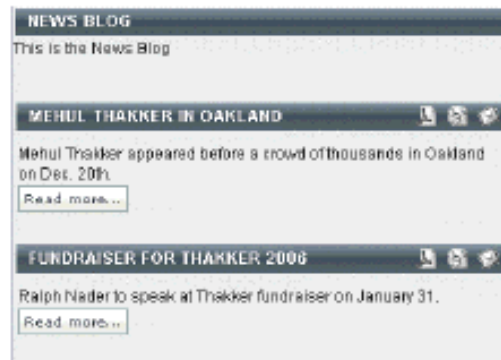 NEWS BLOG
This is the News Blog
MEHUL THAKKER IN OAKLAND
Mehul Thakker appeared before a crowd of thousands in Oakland
on Dec. 20th.
Read more...
FUNDRAISER FOR THAKKER 2006
Ralph Nader to speak at Thakker fundraiser on January 31.
Read more...